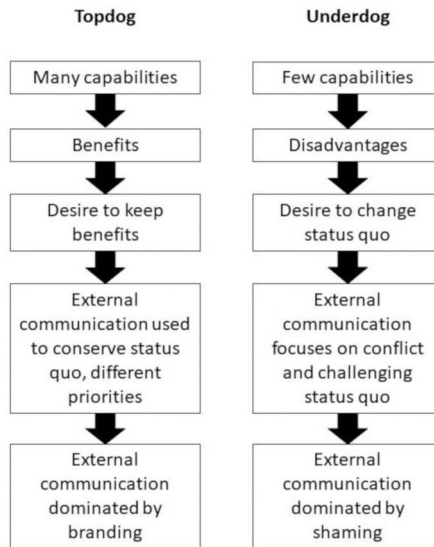 Topdog
Many capabilities
Benefits
Desire to keep
benefits
External
communication used
to conserve status
quo, different
priorities
External
communication
dominated by
branding
Underdog
Few capabilities
Disadvantages
Desire to change
status quo
External
communication
focuses on conflict
and challenging
status quo
External
communication
dominated by
shaming